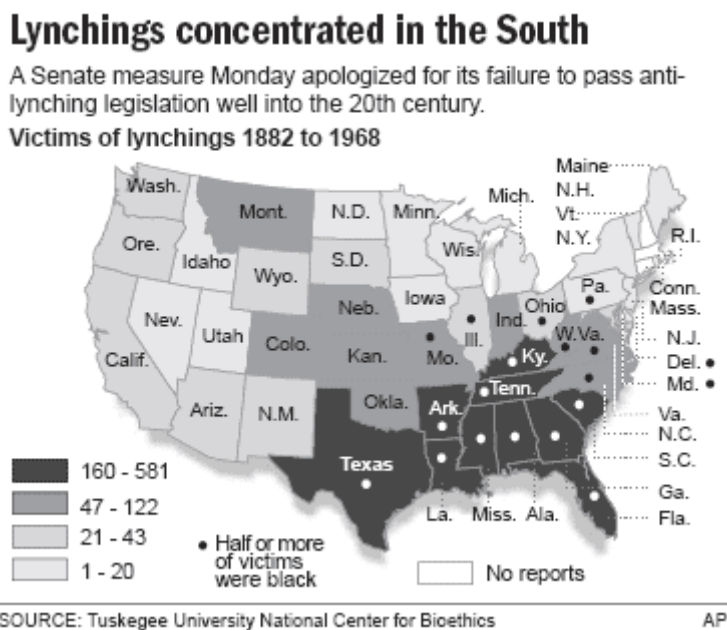 Lynchings concentrated in the South
A Senate measure Monday apologized for its failure to pass anti-
lynching legislation well into the 20th century.
Victims of lynchings 1882 to 1968
Wash.
Mont.
N.D.
Minn.
Mich.
Maine
N.H.
Vt.
N.Y.
R.I.
Ore.
Idaho
Wyo.
S.D.
Wis.
Conn.
Mass.
Nev.
Utah
Neb.
Iowa
Ill.
Ind.
Ohio
Pa.
N.J.
Del.
Md.
Calif.
Colo.
Kan.
Mo.
Ky.
W.Va.
Va.
N.C.
S.C.
Ariz.
N.M.
Okla.
Ark.
Tenn.
Texas
La.
Miss.
Ala.
Ga.
Fla.
160 - 581
47 - 122
21 - 43
1 - 20
Half or more
of victims
were black
No reports
SOURCE: Tuskegee University National Center for Bioethics
AP